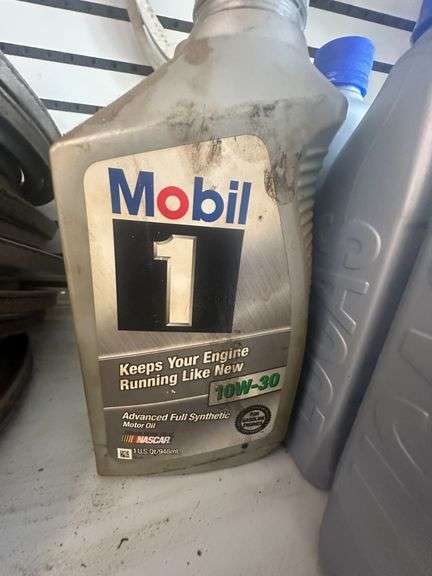 Mobil
1
Keeps Your Engine
Running Like New
10W-30
Advanced Full Synthetic
Motor Oil
NASCAR
1 U.S. Qt/946mL
LUCAS